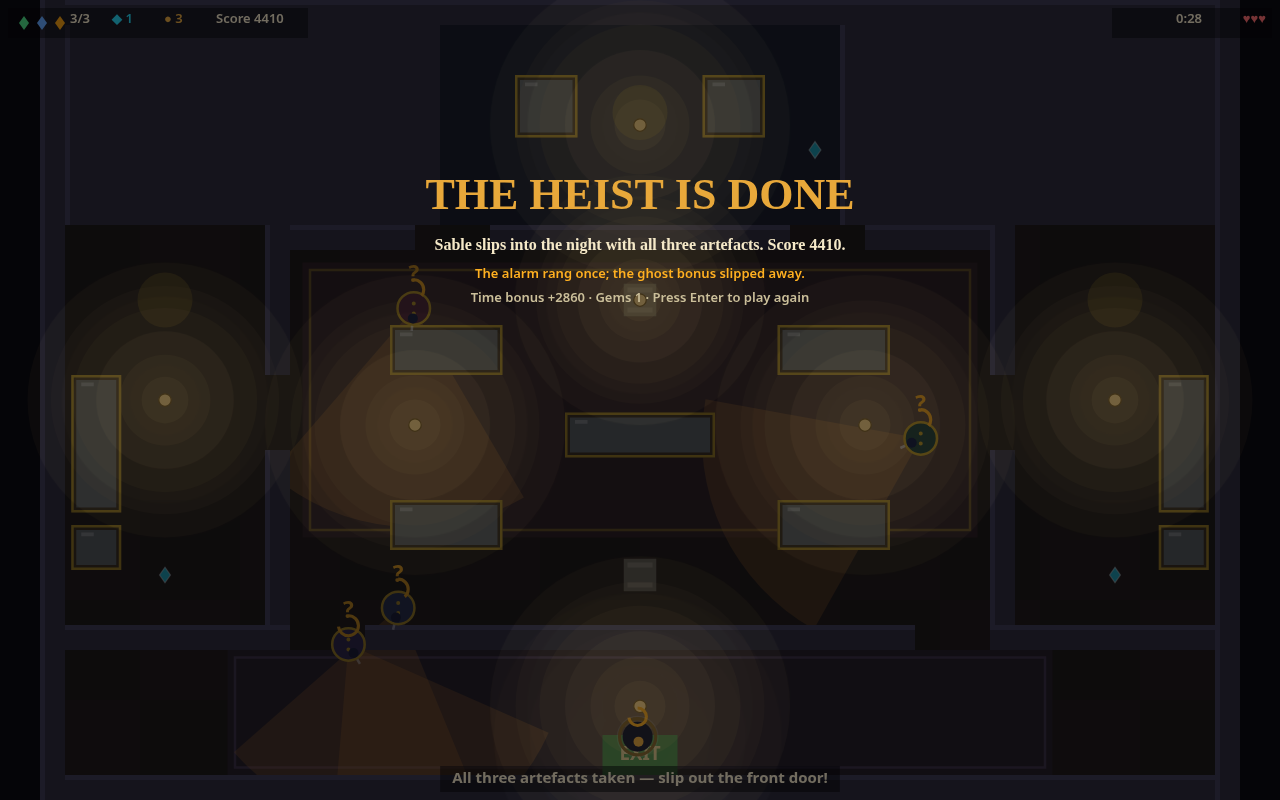 3/3 1 3 Score 4410 0:28
THE HEIST IS DONE
Sable slips into the night with all three artefacts. Score 4410.
The alarm rang once; the ghost bonus slipped away.
Time bonus +2860 · Gems 1 · Press Enter to play again
?
?
?
?
EXIT
All three artefacts taken — slip out the front door!